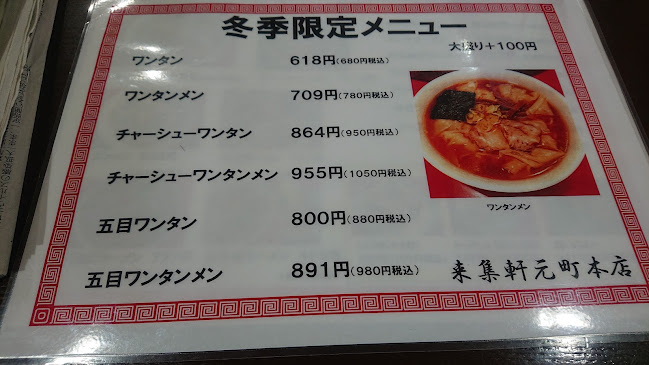 冬季限定メニュー
大盛り+100円
ワンタン 618円(680円税込)
ワンタンメン 709円(780円税込)
チャーシューワンタン 864円(950円税込)
チャーシューワンタンメン 955円(1050円税込)
五目ワンタン 800円(880円税込)
五目ワンタンメン 891円(980円税込)
ワンタンメン
来集軒元町本店